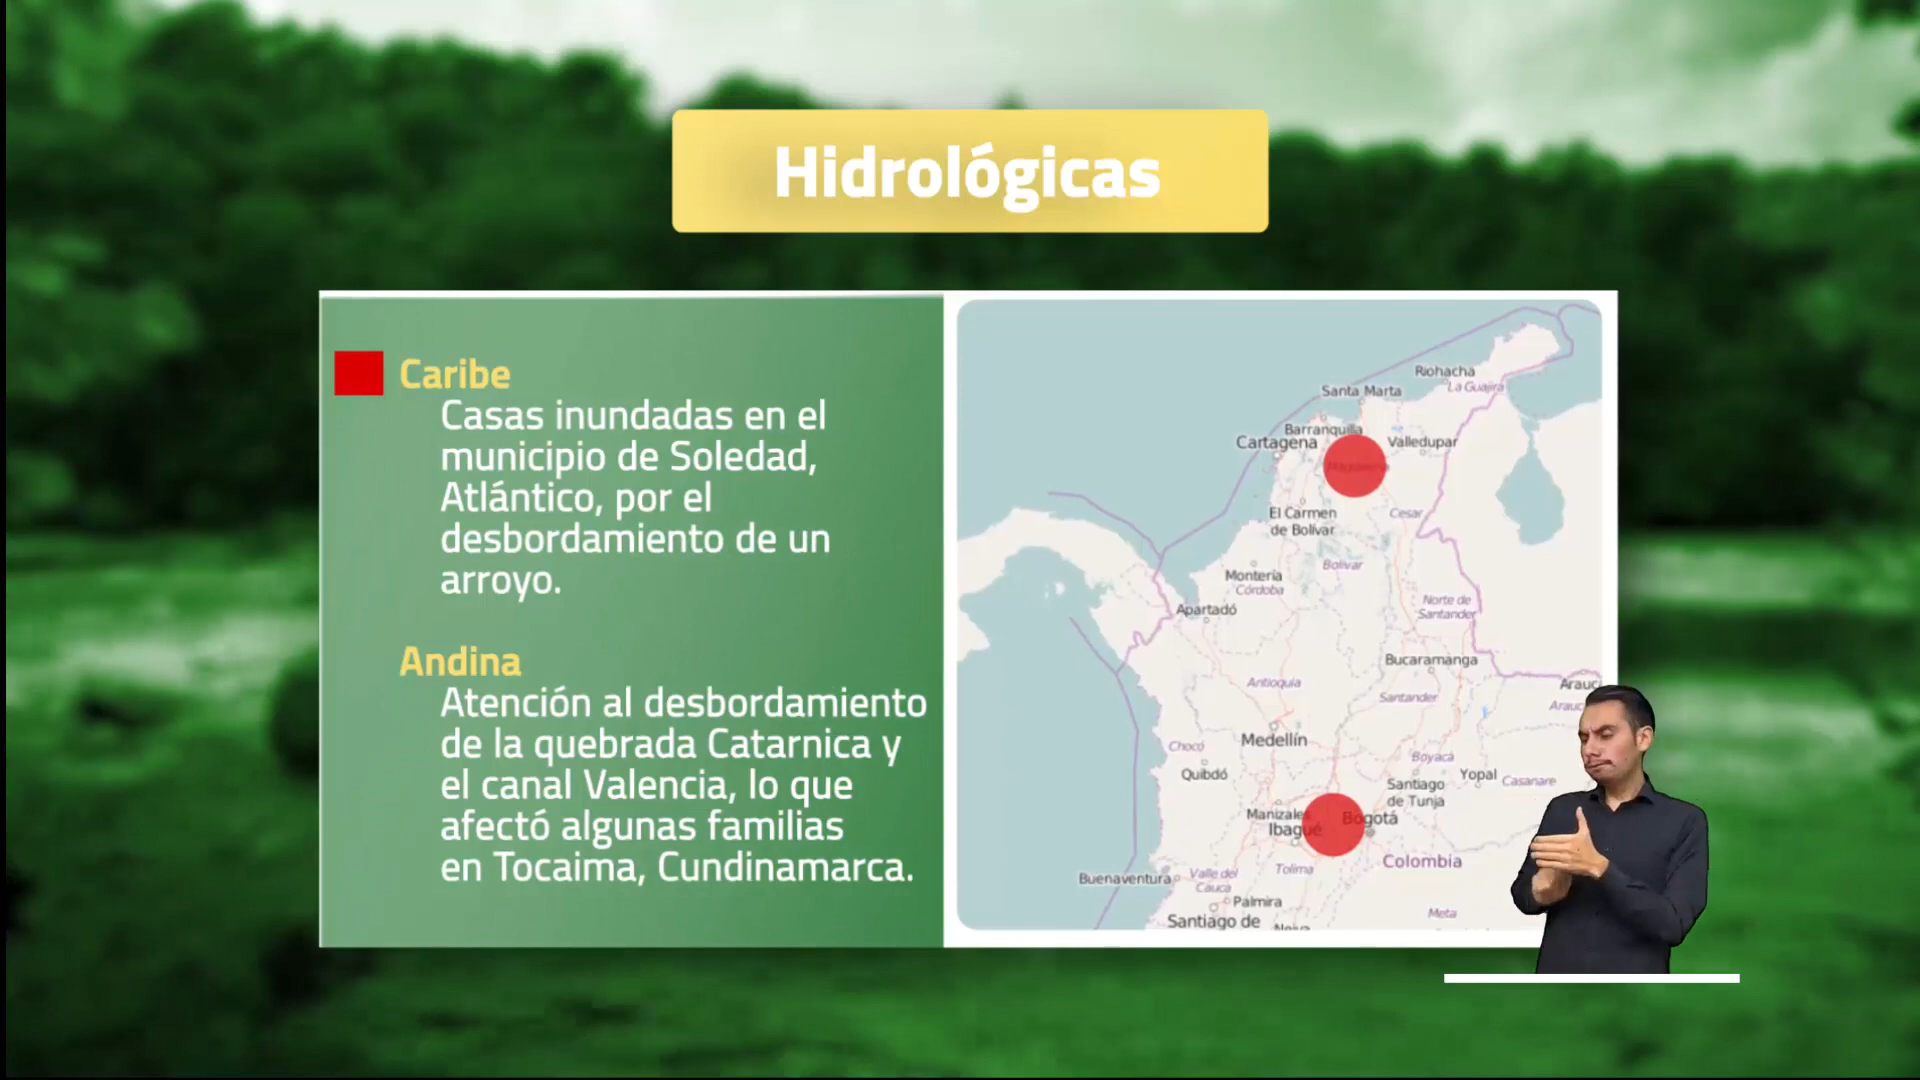 Hidrológicas
Caribe
Casas inundadas en el
municipio de Soledad,
Atlántico, por el
desbordamiento de un
arroyo.
Andina
Atención al desbordamiento
de la quebrada Catarnica y
el canal Valencia, lo que
afectó algunas familias
en Tocaima, Cundinamarca.
Riohacha
La Guajira
Santa Marta
Barranquilla
Cartagena
Valledupar
El Carmen
de Bolívar
Cesar
Bolívar
Montería
Córdoba
Apartadó
Norte de
Santander
Bucaramanga
Antioquia
Santander
Arauc
Arauc
Medellín
Chocó
Quibdó
Boyacá
Yopal
Casanare
Santiago
de Tunja
Manizales
Ibagué
Bogotá
Colombia
Tolima
Buenaventura
Valle del
Cauca
Palmira
Santiago de
Meta